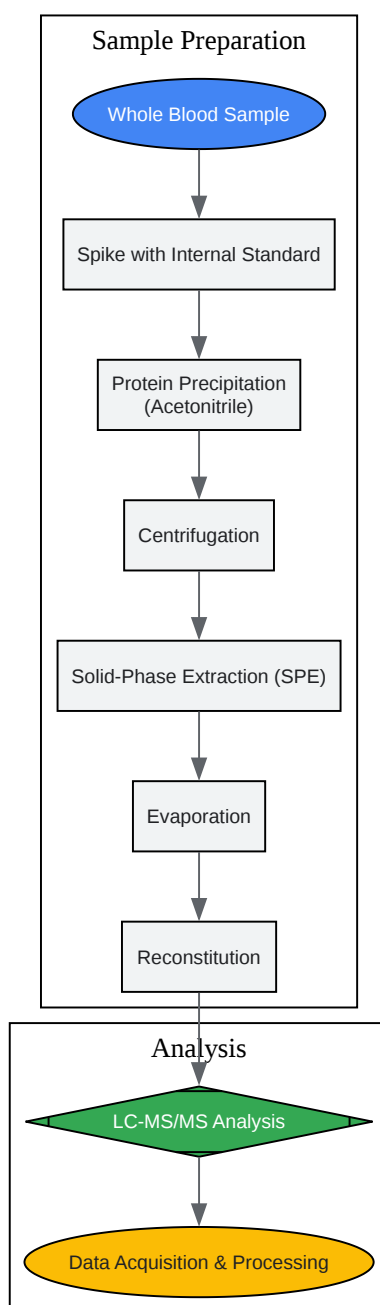 Sample Preparation
Whole Blood Sample
Spike with Internal Standard
Protein Precipitation
(Acetonitrile)
Centrifugation
Solid-Phase Extraction (SPE)
Evaporation
Reconstitution
Analysis
LC-MS/MS Analysis
Data Acquisition & Processing